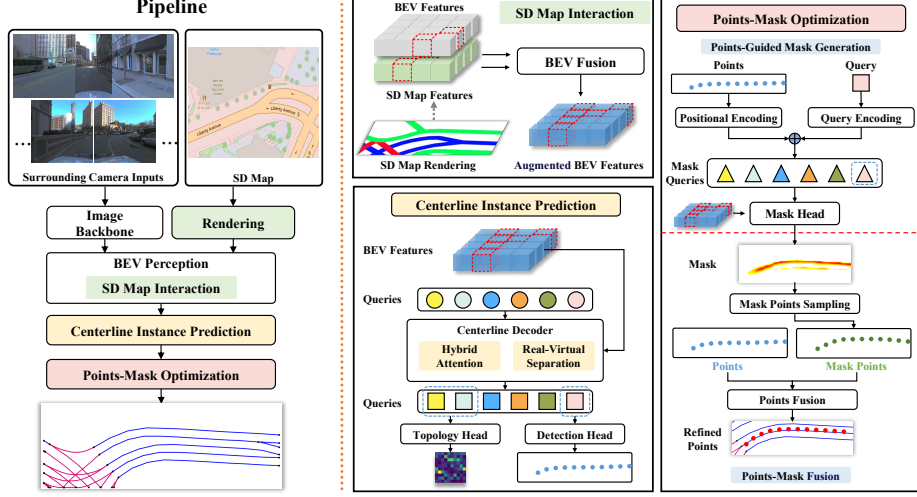 Pipeline
Surrounding Camera Inputs
Liberty Avenue
Liberty Avenue
SD Map
Image
Backbone
Rendering
BEV Perception
SD Map Interaction
Centerline Instance Prediction
Points-Mask Optimization
BEV Features
SD Map Interaction
SD Map Features
BEV Fusion
SD Map Rendering
Augmented BEV Features
Centerline Instance Prediction
BEV Features
Queries
Centerline Decoder
Hybrid
Attention
Real-Virtual
Separation
Queries
Topology Head
Detection Head
Points-Mask Optimization
Points-Guided Mask Generation
Points
Query
Positional Encoding
Query Encoding
Mask
Queries
Mask Head
Mask
Mask Points Sampling
Points
Mask Points
Points Fusion
Refined
Points
Points-Mask Fusion